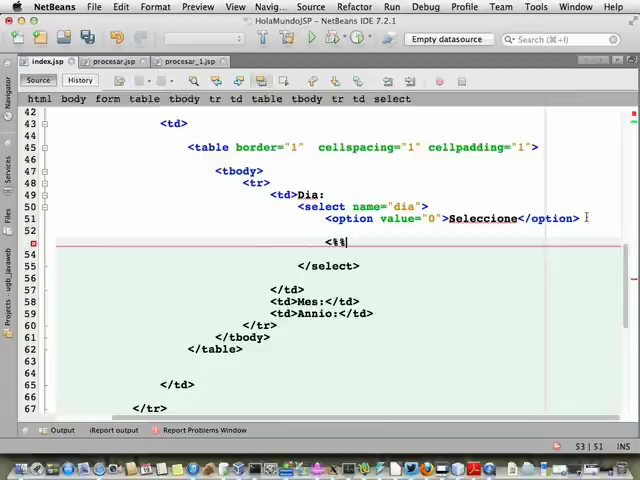 NetBeans File Edit View Navig... Source Refactor Run Debug Profile Team Tools Window Help
HolaMundoJSP - NetBeans IDE 7.2.1
Empty datasource Search (⌘+I)
index.jsp procesar.jsp procesar_1.jsp
Source History
html body form table tbody tr td table tbody tr td select
Navigator
Services
Files
ugb_javaweb
Projects
42
43 <td>
44
45 <table border="1" cellspacing="1" cellpadding="1">
46
47 <tbody>
48 <tr>
49 <td>Dia:
50 <select name="dia">
51 <option value="0">Seleccione</option>
52
<%%
54
55 </select>
56
57 </td>
58 <td>Mes:</td>
59 <td>Annio:</td>
60 </tr>
61 </tbody>
62 </table>
63
64
65 </td>
66
67 </tr>
Output iReport output Report Problems Window
53 | 51 INS